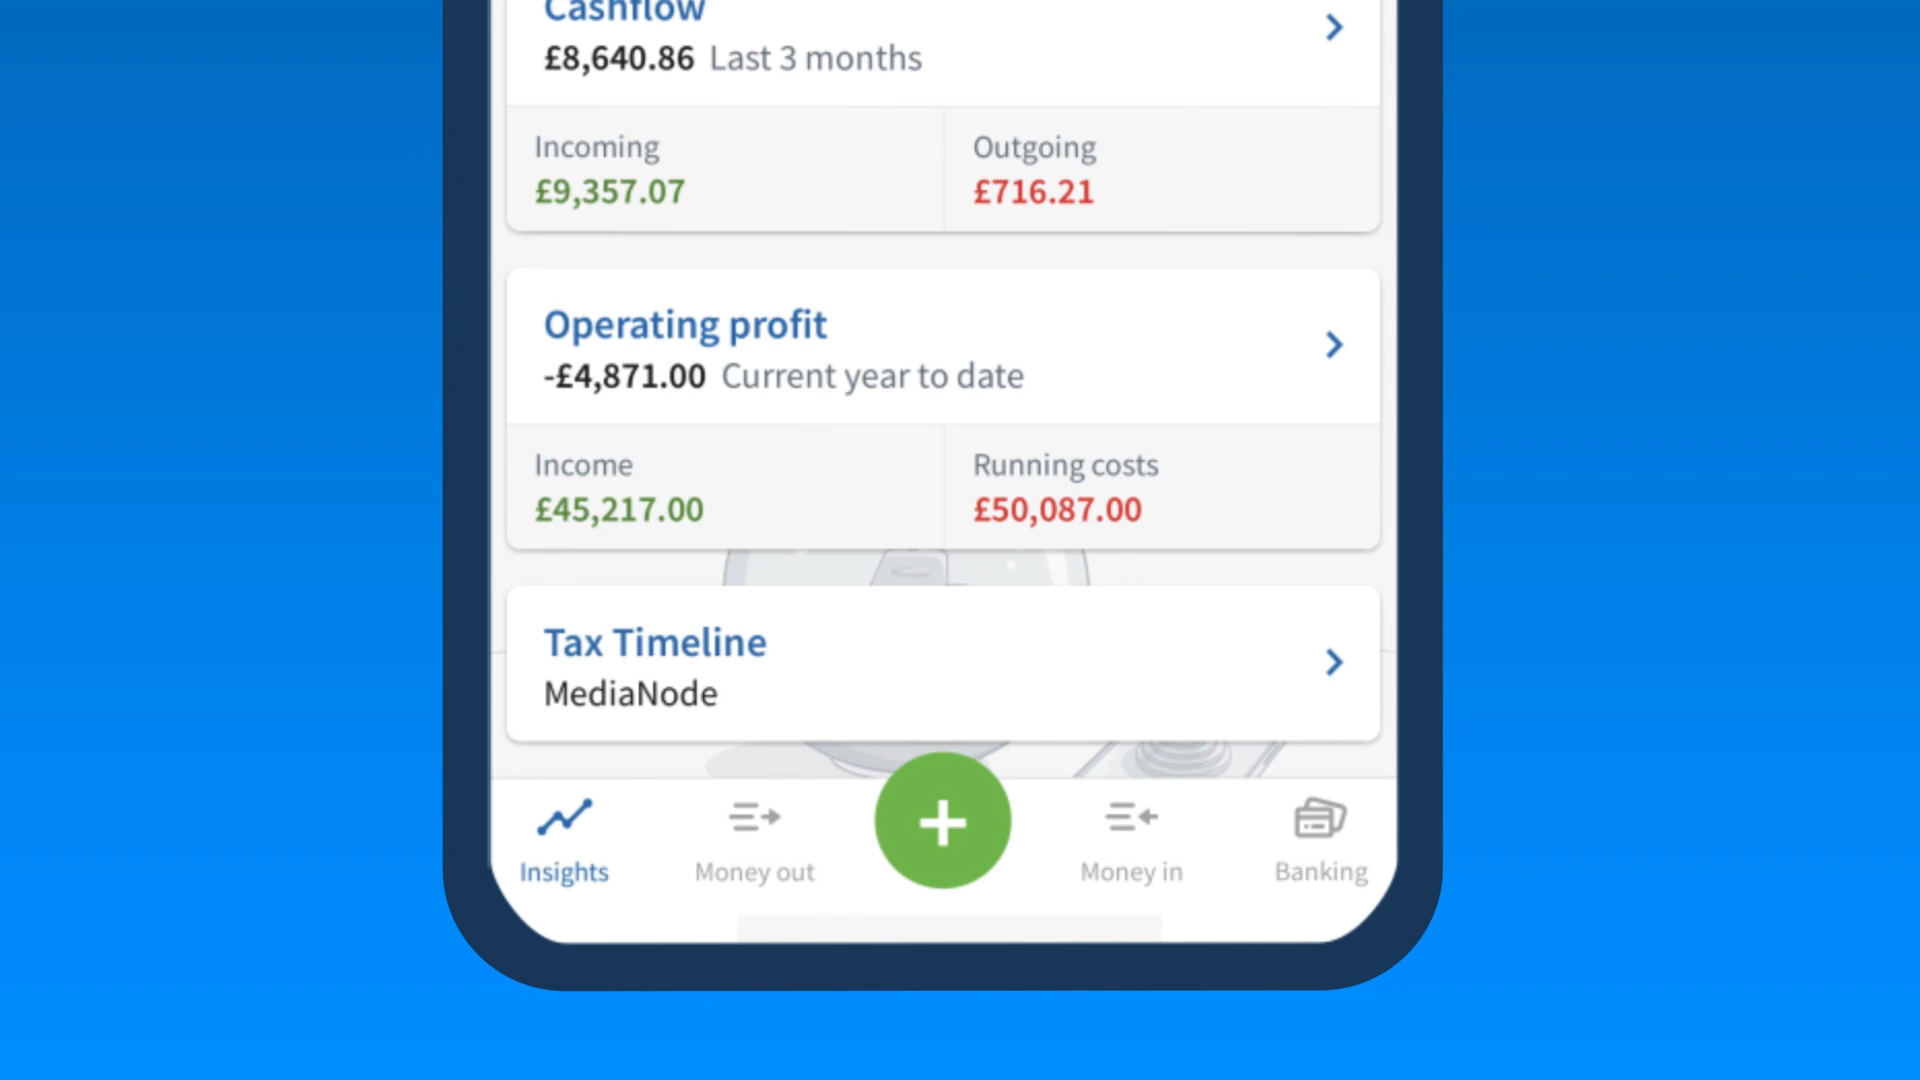 Cashflow
£8,640.86 Last 3 months
Incoming
£9,357.07
Outgoing
£716.21
Operating profit
-£4,871.00 Current year to date
Income
£45,217.00
Running costs
£50,087.00
Tax Timeline
MediaNode
Insights
Money out
Money in
Banking